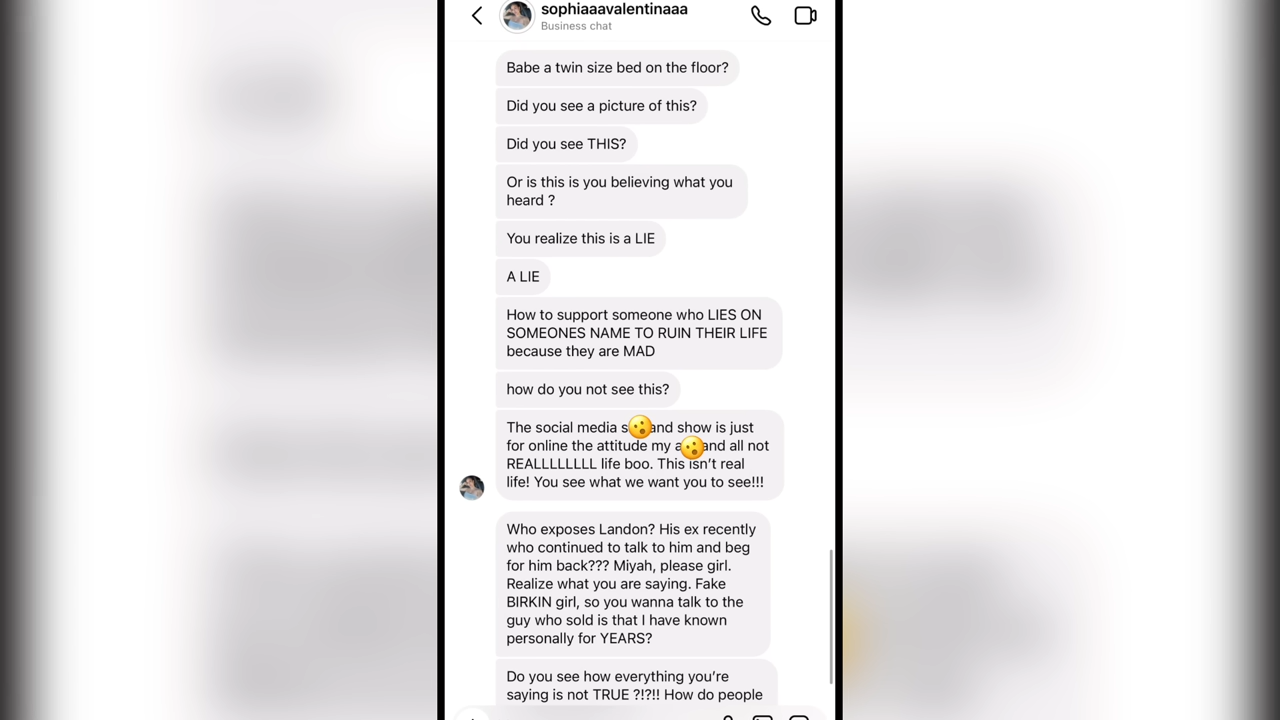 sophiaaavalentinaaa
Business chat
Babe a twin size bed on the floor?
Did you see a picture of this?
Did you see THIS?
Or is this is you believing what you
heard ?
You realize this is a LIE
A LIE
How to support someone who LIES ON
SOMEONES NAME TO RUIN THEIR LIFE
because they are MAD
how do you not see this?
The social media s and show is just
for online the attitude my a and all not
REALLLLLLLL life boo. This isn't real
life! You see what we want you to see!!!
Who exposes Landon? His ex recently
who continued to talk to him and beg
for him back??? Miyah, please girl.
Realize what you are saying. Fake
BIRKIN girl, so you wanna talk to the
guy who sold is that I have known
personally for YEARS?
Do you see how everything you're
saying is not TRUE ?!?!! How do people